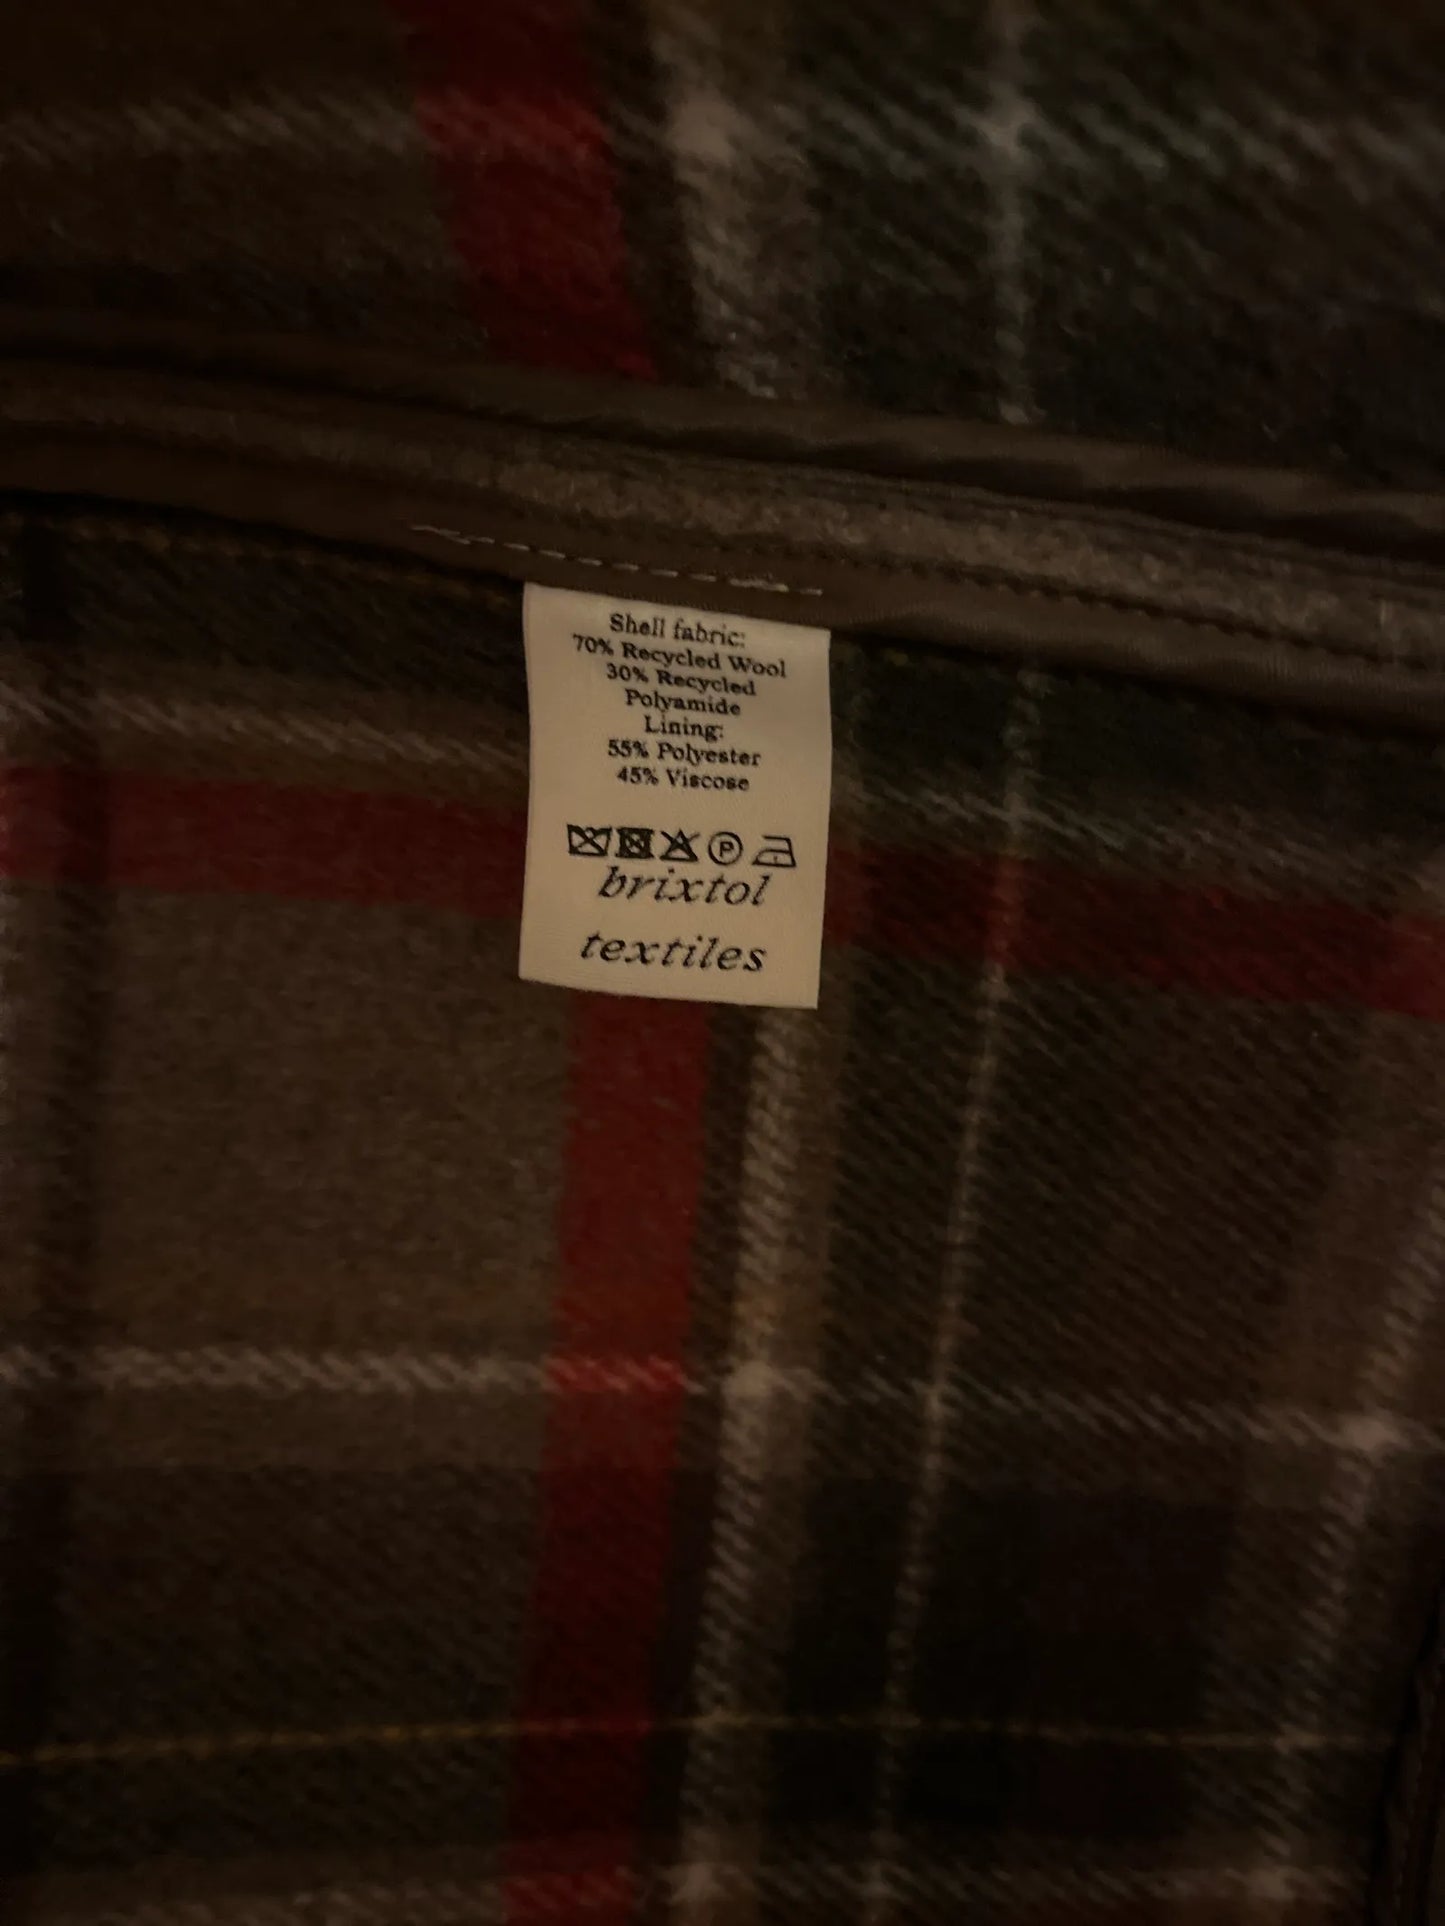 Shell fabric:
70% Recycled Wool
30% Recycled
Polyamide
Lining:
55% Polyester
45% Viscose
P
brixtol
textiles